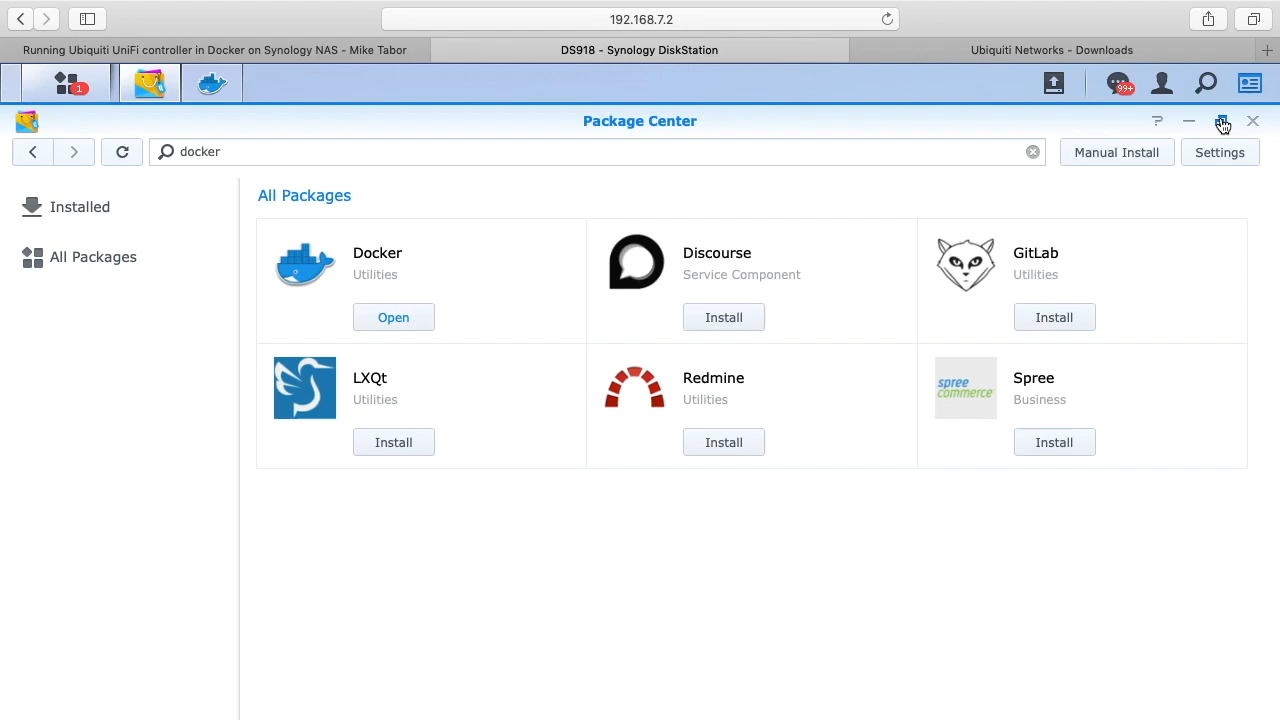 192.168.7.2
Running Ubiquiti UniFi controller in Docker on Synology NAS - Mike Tabor
DS918 - Synology DiskStation
Ubiquiti Networks - Downloads
1
99+
Package Center
docker
Manual Install
Settings
Installed
All Packages
All Packages
Docker
Utilities
Open
Discourse
Service Component
Install
GitLab
Utilities
Install
LXQt
Utilities
Install
Redmine
Utilities
Install
spree
commerce
Spree
Business
Install